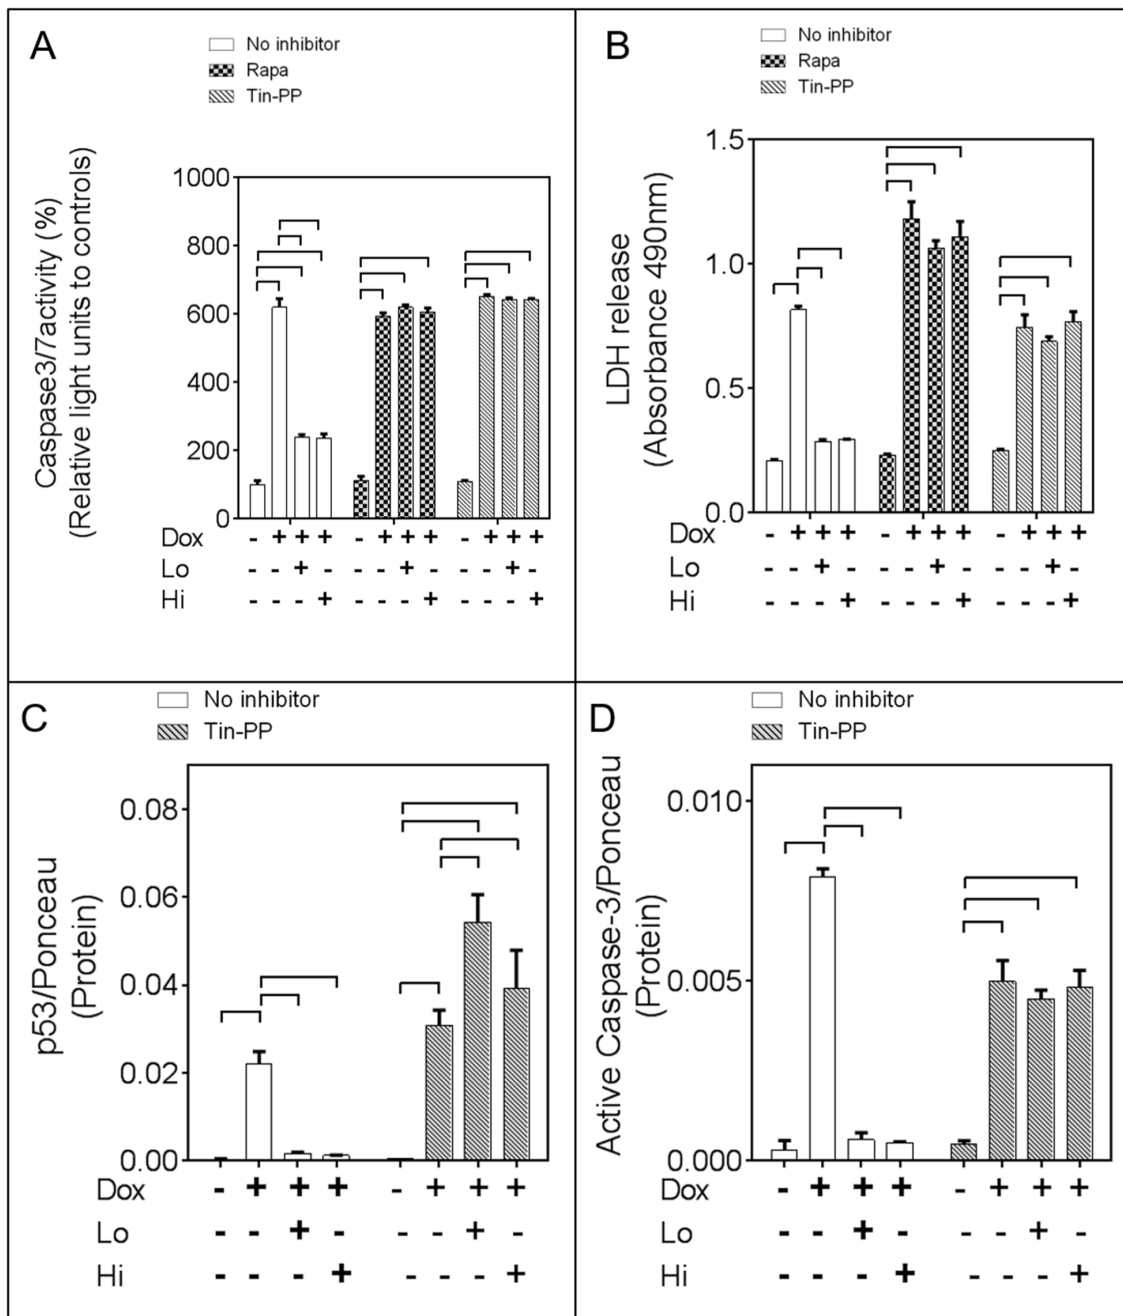 A
No inhibitor
Rapa
Tin-PP
Caspase3/7activity (%)
(Relative light units to controls)
1000
800
600
400
200
0
Dox - + + + - + + + - + + +
Lo - - + - - - + - - - + -
Hi - - - + - - - + - - - +
B
No inhibitor
Rapa
Tin-PP
LDH release
(Absorbance 490nm)
1.5
1.0
0.5
0.0
Dox - + + + - + + + - + + +
Lo - - + - - - + - - - + -
Hi - - - + - - - + - - - +
C
No inhibitor
Tin-PP
p53/Ponceau
(Protein)
0.08
0.06
0.04
0.02
0.00
Dox - + + + - + + +
Lo - - + - - - + -
Hi - - - + - - - +
D
No inhibitor
Tin-PP
Active Caspase-3/Ponceau
(Protein)
0.010
0.005
0.000
Dox - + + + - + + +
Lo - - + - - - + -
Hi - - - + - - - +